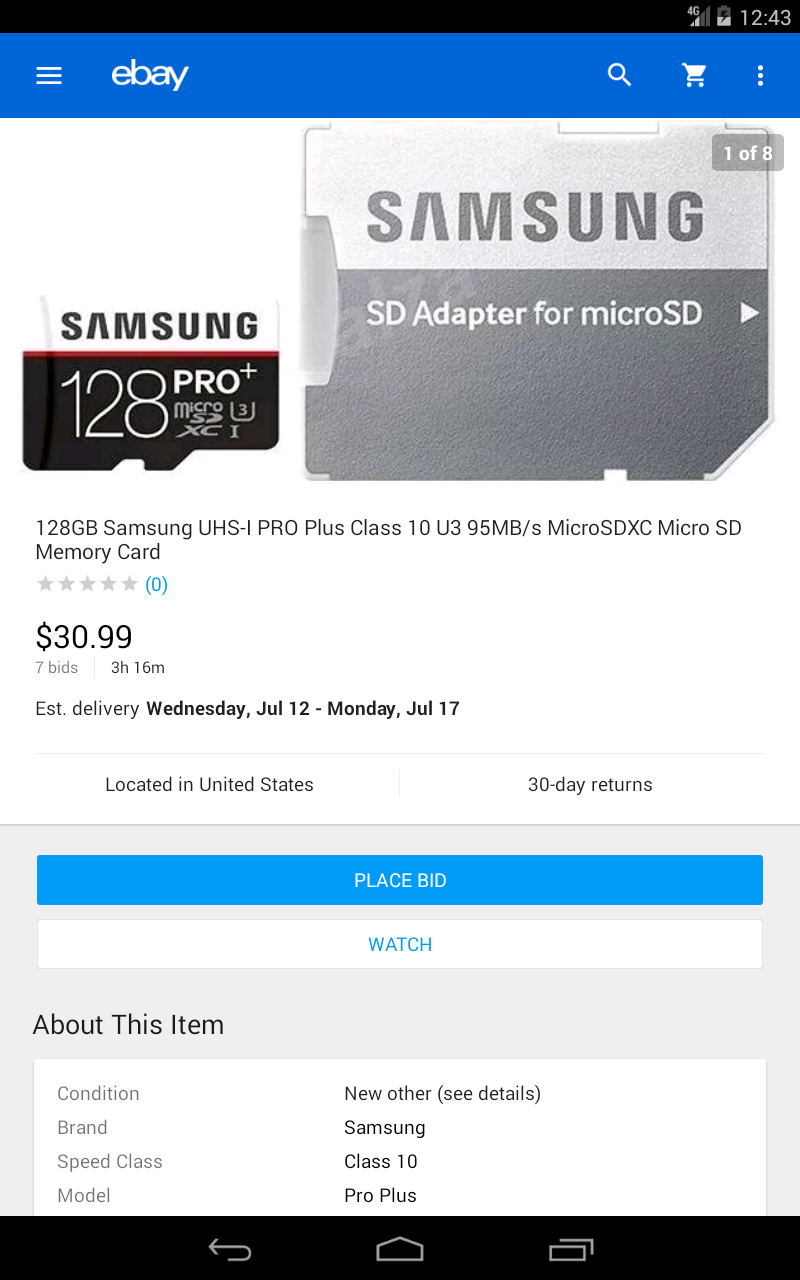 4G 12:43
ebay
1 of 8
SAMSUNG
SD Adapter for microSD
SAMSUNG
128 PRO+
micro SD XC I U3
128GB Samsung UHS-I PRO Plus Class 10 U3 95MB/s MicroSDXC Micro SD
Memory Card
(0)
$30.99
7 bids 3h 16m
Est. delivery Wednesday, Jul 12 - Monday, Jul 17
Located in United States 30-day returns
PLACE BID
WATCH
About This Item
Condition New other (see details)
Brand Samsung
Speed Class Class 10
Model Pro Plus